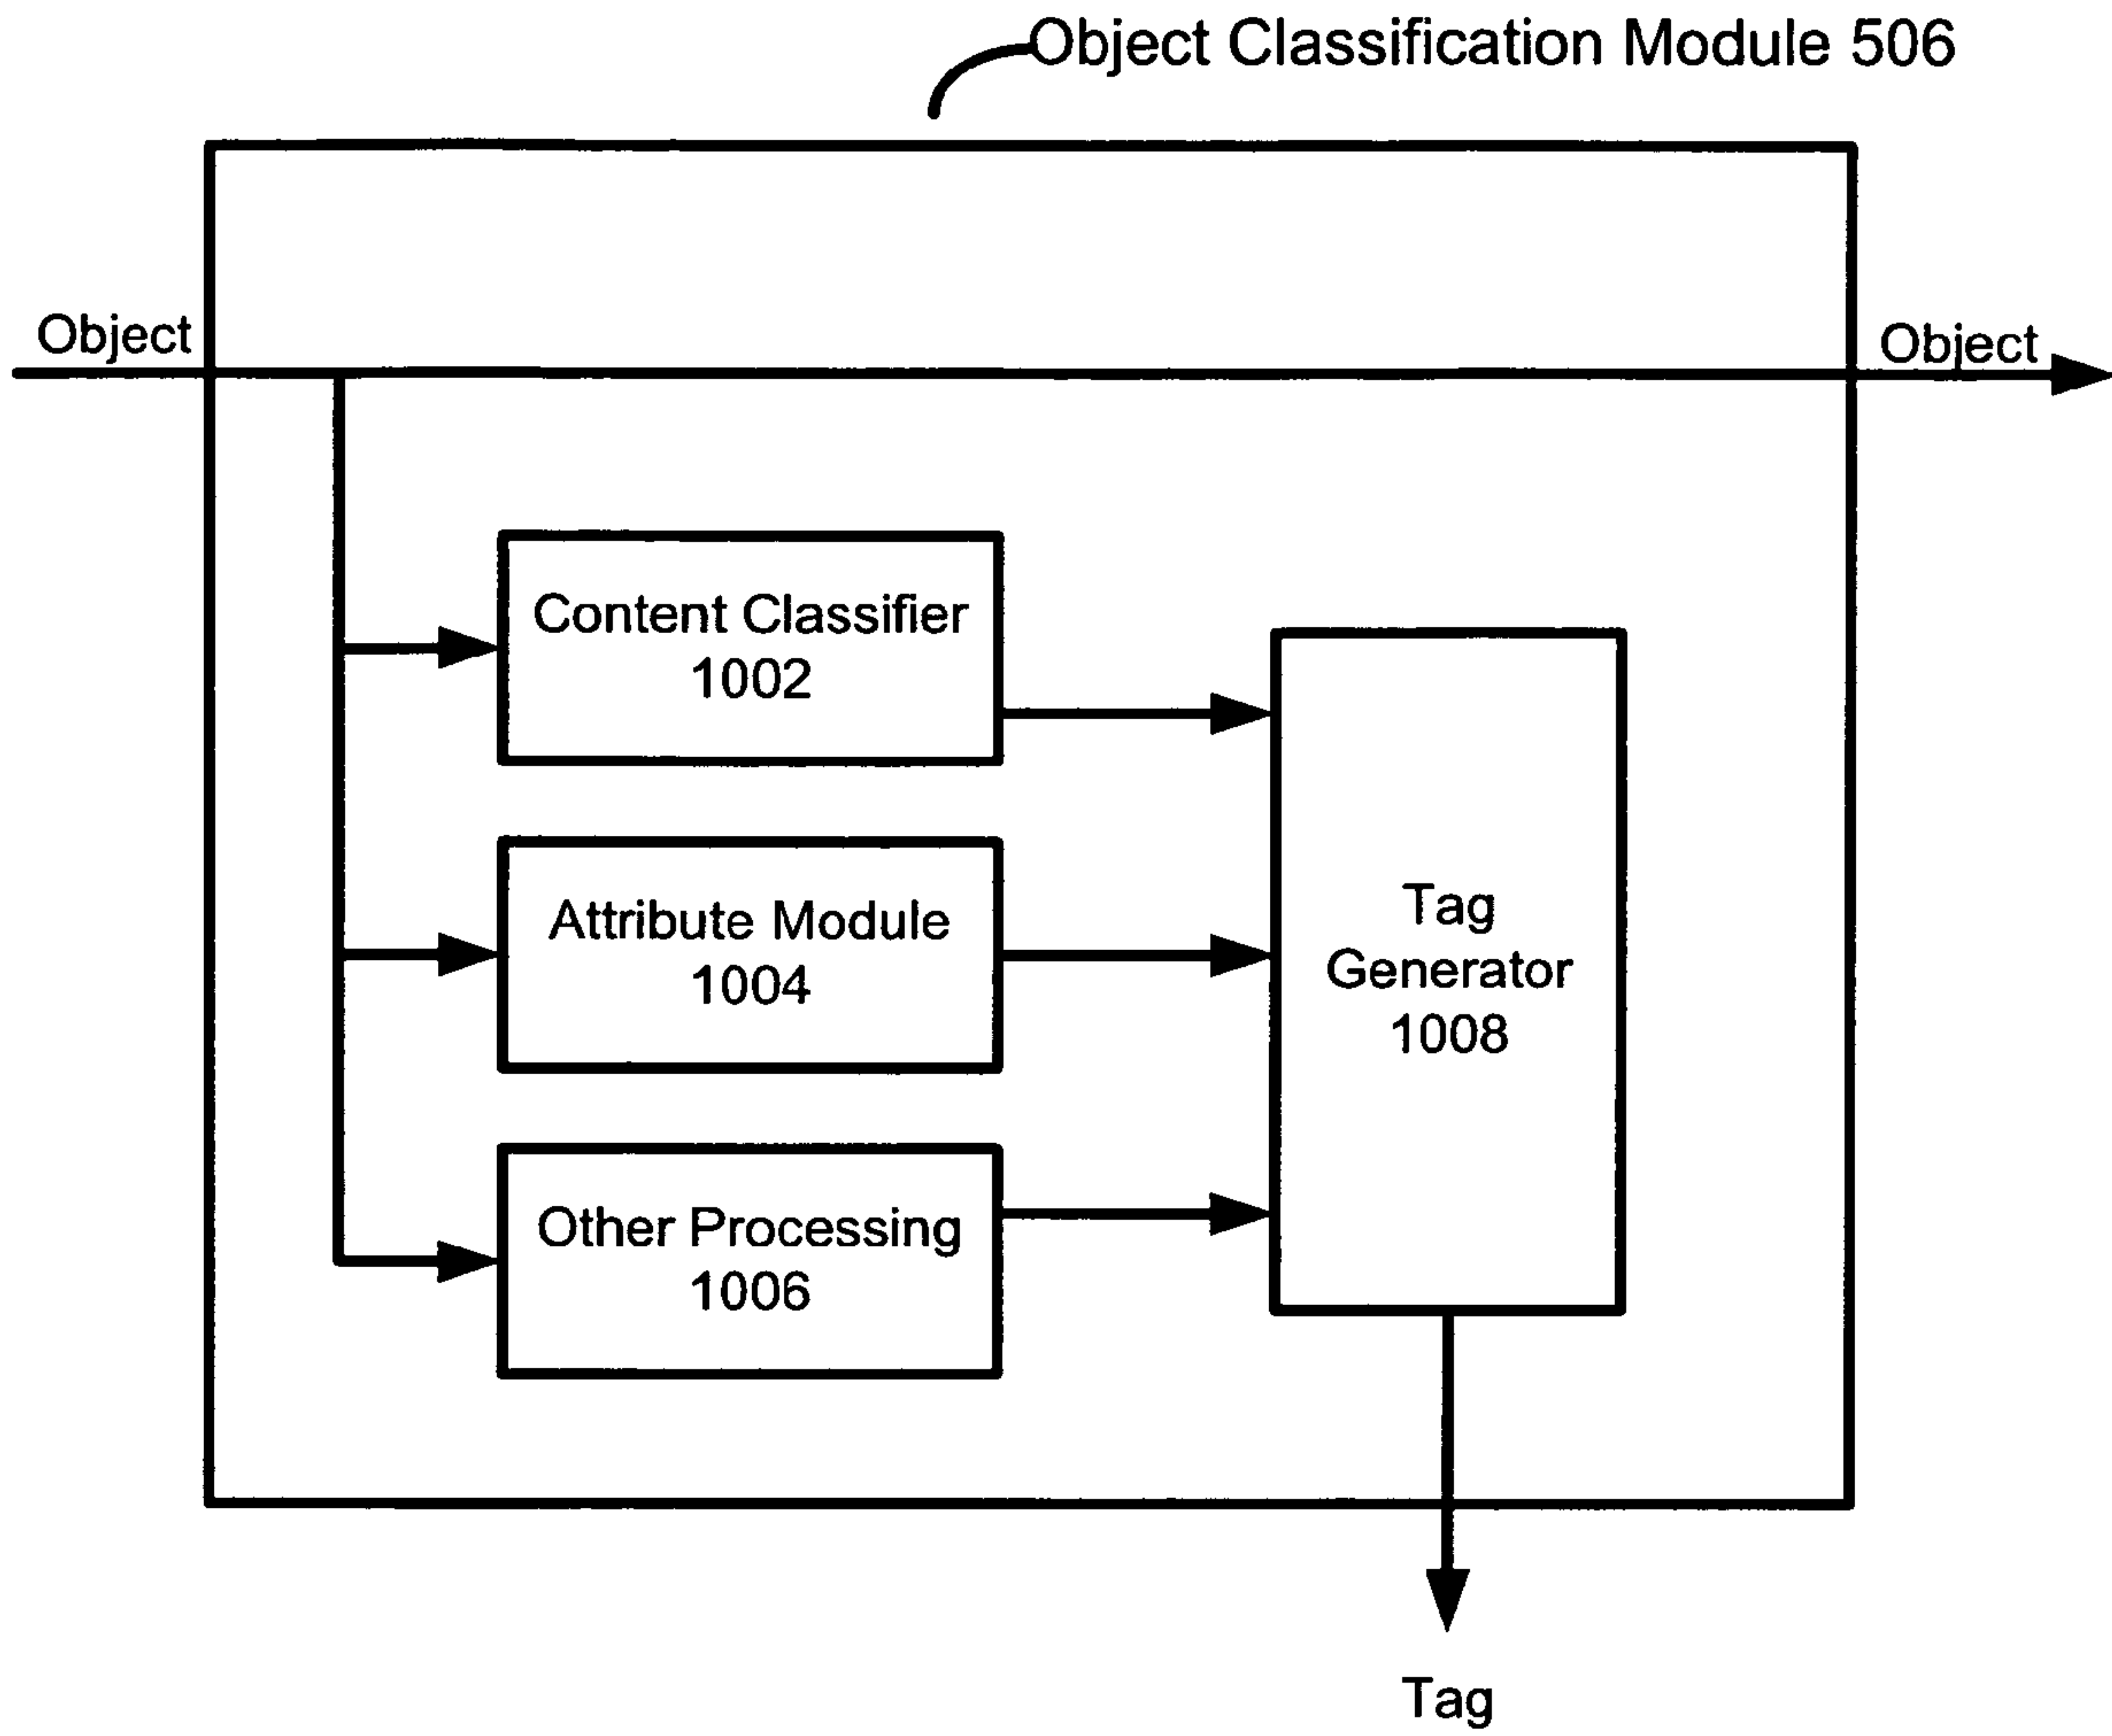 Object Classification Module 506
Object
Object
Content Classifier
1002
Attribute Module
1004
Other Processing
1006
Tag
Generator
1008
Tag